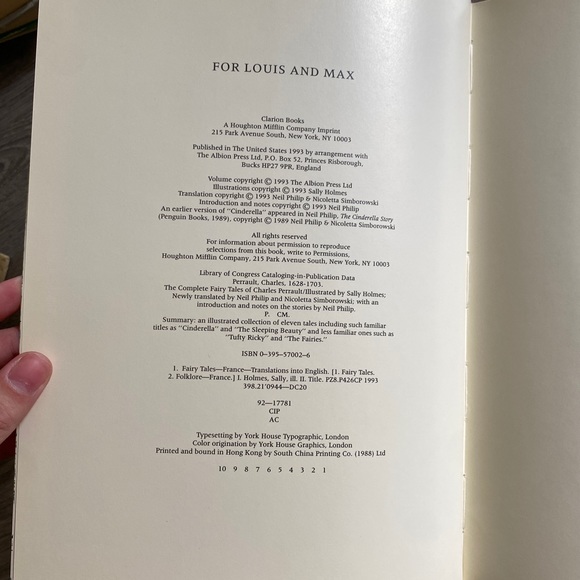 FOR LOUIS AND MAX
Clarion Books
A Houghton Mifflin Company Imprint
215 Park Avenue South, New York, NY 10003
Published in The United States 1993 by arrangement with
The Albion Press Ltd, P.O. Box 52, Princes Risborough,
Bucks HP27 9PR, England
Volume copyright © 1993 The Albion Press Ltd
Illustrations copyright © 1993 Sally Holmes
Translation copyright © 1993 Neil Philip & Nicoletta Simborowski
Introduction and notes copyright © 1993 Neil Philip
An earlier version of "Cinderella" appeared in Neil Philip, The Cinderella Story
(Penguin Books, 1989), copyright © 1989 Neil Philip & Nicoletta Simborowski
All rights reserved
For information about permission to reproduce
selections from this book, write to Permissions,
Houghton Mifflin Company, 215 Park Avenue South, New York, NY 10003
Library of Congress Cataloging-in-Publication Data
Perrault, Charles, 1628-1703.
The Complete Fairy Tales of Charles Perrault/Illustrated by Sally Holmes;
Newly translated by Neil Philip and Nicoletta Simborowski; with an
introduction and notes on the stories by Neil Philip.
P. CM.
Summary: an illustrated collection of eleven tales including such familiar
titles as "Cinderella" and "The Sleeping Beauty" and less familiar ones such as
"Tufty Ricky" and "The Fairies."
ISBN 0–395–57002–6
1. Fairy Tales—France—Translations into English. [1. Fairy Tales.
2. Folklore—France.] I. Holmes, Sally, ill. II. Title. PZ8.P426CP 1993
398.21'0944—DC20
92—17781
CIP
AC
Typesetting by York House Typographic, London
Color origination by York House Graphics, London
Printed and bound in Hong Kong by South China Printing Co. (1988) Ltd
10 9 8 7 6 5 4 3 2 1